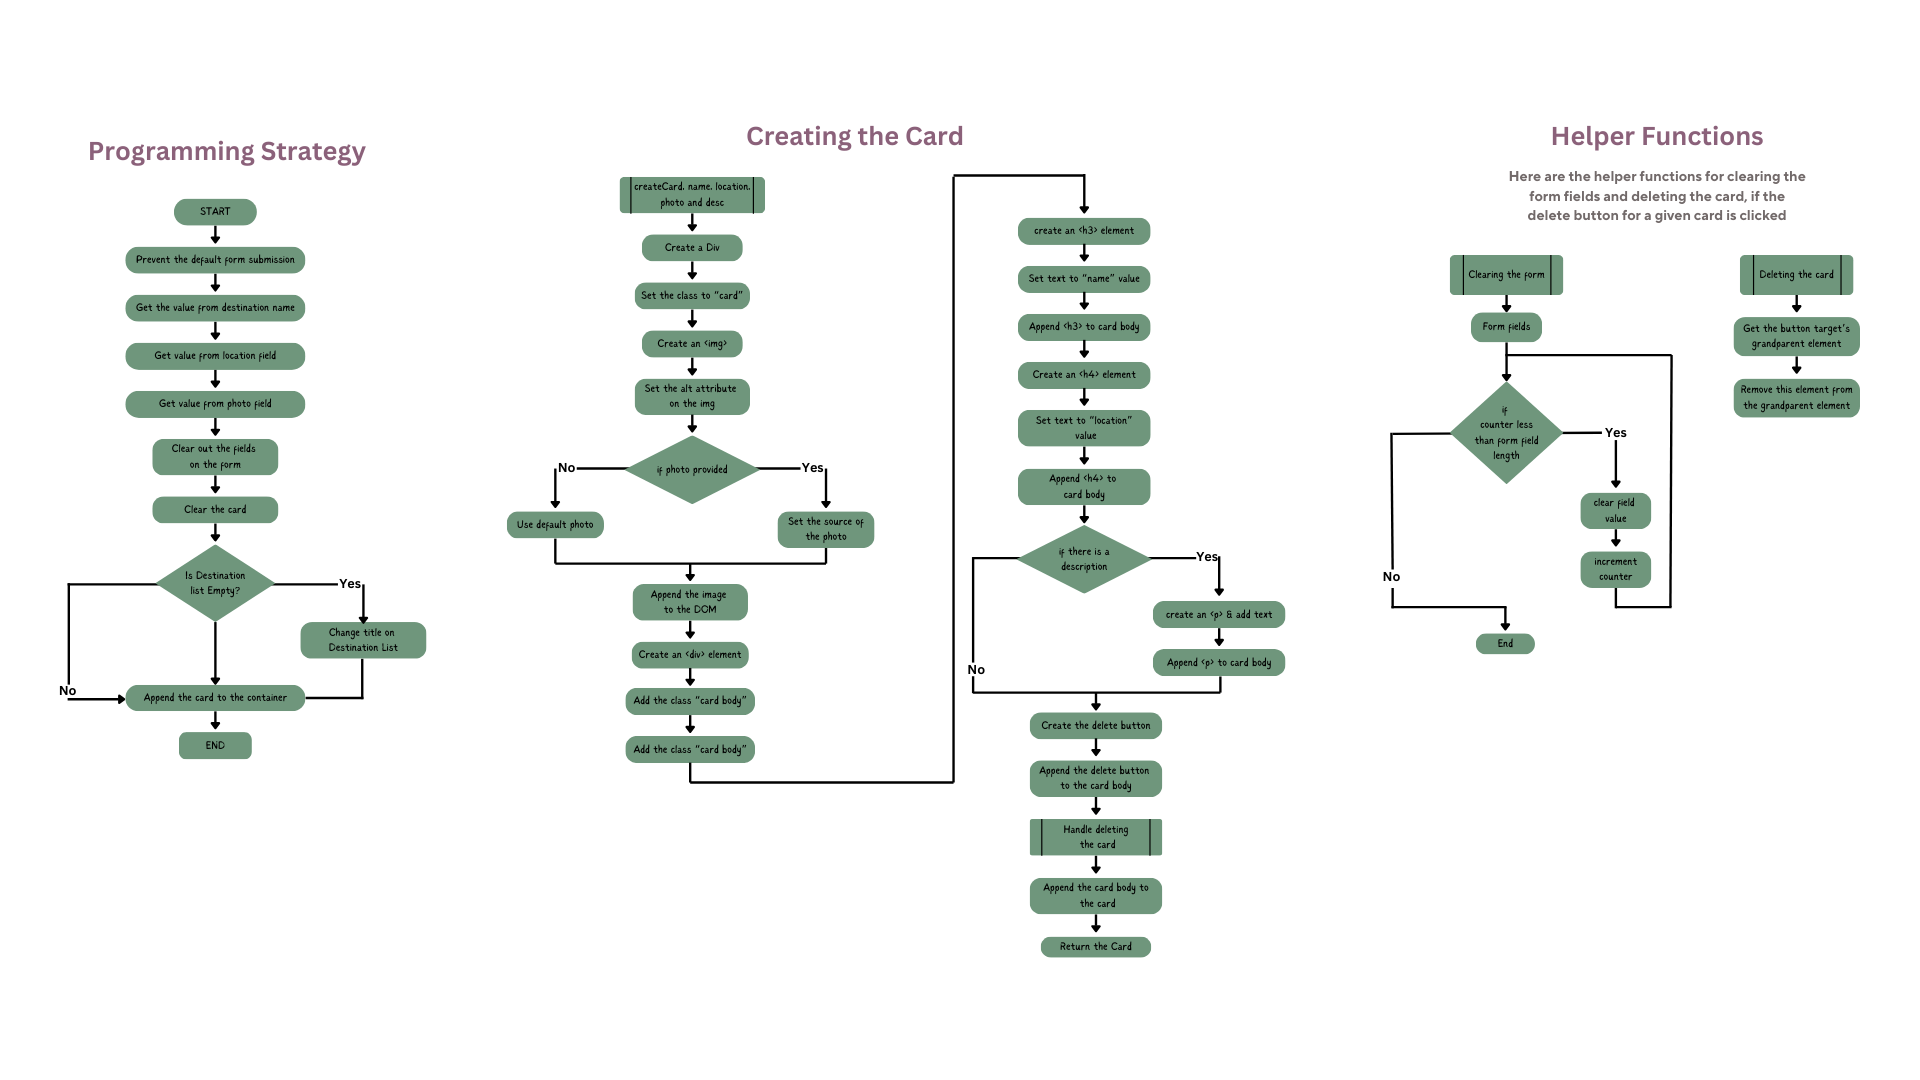 Programming Strategy
START
Prevent the default form submission
Get the value from destination name
Get value from location field
Get value from photo field
Clear out the fields
on the form
Clear the card
Is Destination
list Empty?
Yes
Change title on
Destination List
No
Append the card to the container
END
Creating the Card
createCard, name, location,
photo and desc
Create a Div
Set the class to "card"
Create an <img>
Set the alt attribute
on the img
if photo provided
No
Yes
Use default photo
Set the source of
the photo
Append the image
to the DOM
Create an <div> element
Add the class "card body"
Add the class "card body"
create an <h3> element
Set text to "name" value
Append <h3> to card body
Create an <h4> element
Set text to "location"
value
Append <h4> to
card body
if there is a
description
Yes
create an <p> & add text
Append <p> to card body
No
Create the delete button
Append the delete button
to the card body
Handle deleting
the card
Append the card body to
the card
Return the Card
Helper Functions
Here are the helper functions for clearing the
form fields and deleting the card, if the
delete button for a given card is clicked
Clearing the form
Form fields
if
counter less
than form field
length
Yes
clear field
value
increment
counter
No
End
Deleting the card
Get the button target's
grandparent element
Remove this element from
the grandparent element